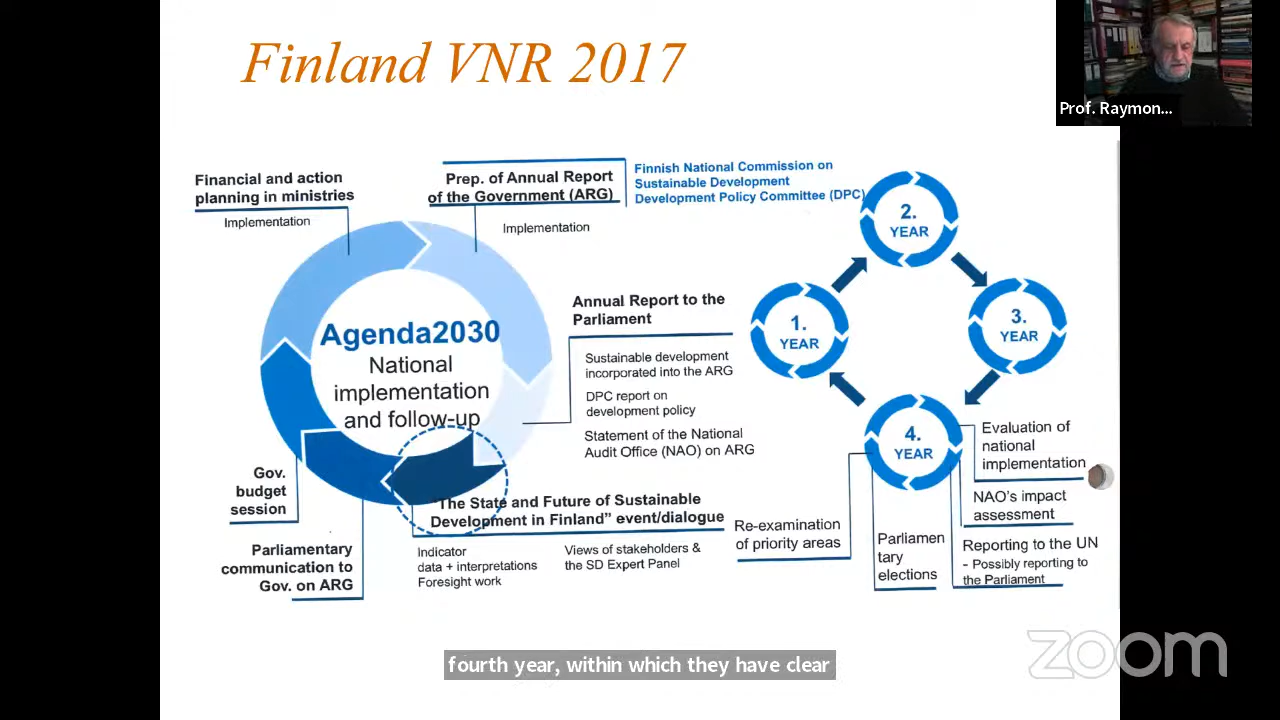 Finland VNR 2017
Prof. Raymon...
Financial and action
planning in ministries
Implementation
Prep. of Annual Report
of the Government (ARG)
Implementation
Finnish National Commission on
Sustainable Development
Development Policy Committee (DPC)
Agenda2030
National
implementation
and follow-up
Annual Report to the
Parliament
Sustainable development
incorporated into the ARG
DPC report on
development policy
Statement of the National
Audit Office (NAO) on ARG
"The State and Future of Sustainable
Development in Finland” event/dialogue
Indicator
data + interpretations
Foresight work
Views of stakeholders &
the SD Expert Panel
Gov.
budget
session
Parliamentary
communication to
Gov. on ARG
1.
YEAR
2.
YEAR
3.
YEAR
4.
YEAR
Re-examination
of priority areas
Parliamen
tary
elections
Evaluation of
national
implementation
NAO's impact
assessment
Reporting to the UN
- Possibly reporting to
the Parliament
fourth year, within which they have clear
zoom